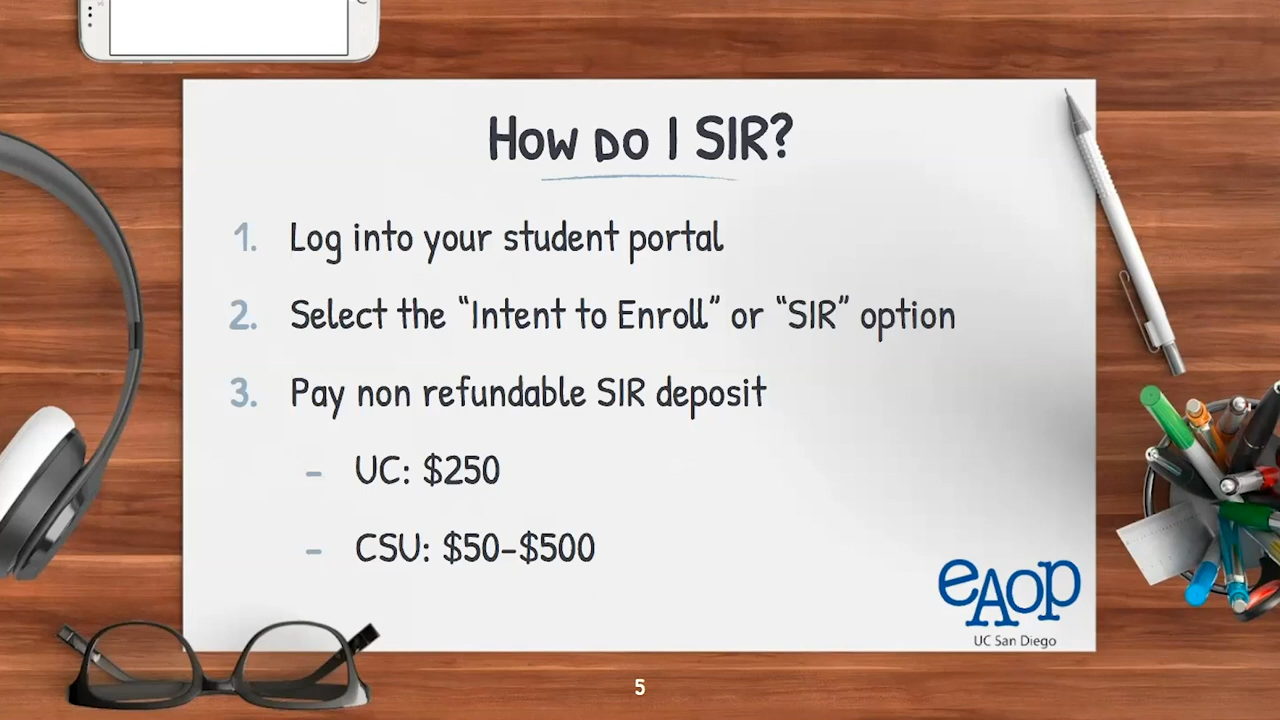 How do I SIR?
1. Log into your student portal
2. Select the “Intent to Enroll” or “SIR” option
3. Pay non refundable SIR deposit
- UC: $250
- CSU: $50-$500
eAOp
UC San Diego
5